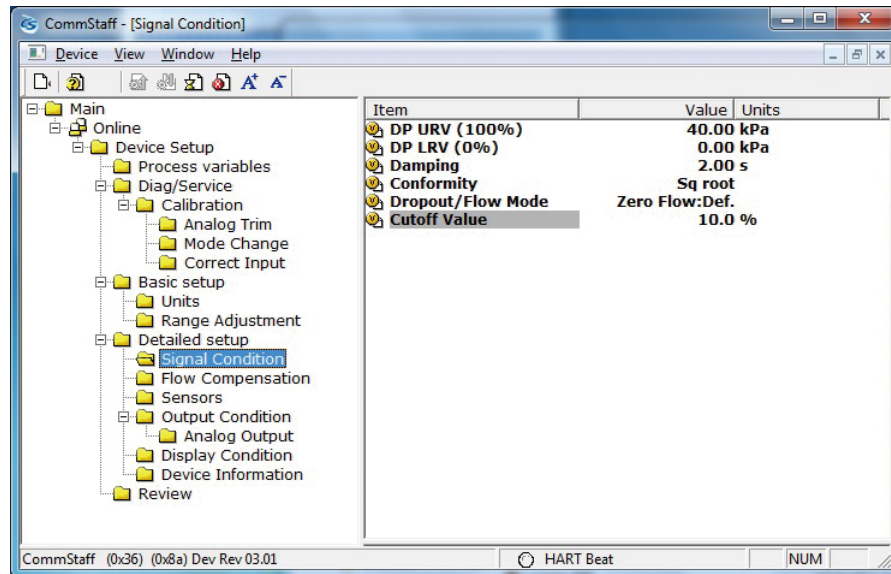 CommStaff - [Signal Condition]
Device View Window Help
Main
Online
Device Setup
Process variables
Diag/Service
Calibration
Analog Trim
Mode Change
Correct Input
Basic setup
Units
Range Adjustment
Detailed setup
Signal Condition
Flow Compensation
Sensors
Output Condition
Analog Output
Display Condition
Device Information
Review
Item Value Units
DP URV (100%) 40.00 kPa
DP LRV (0%) 0.00 kPa
Damping 2.00 s
Conformity Sq root
Dropout/Flow Mode Zero Flow:Def.
Cutoff Value 10.0 %
CommStaff (0x36) (0x8a) Dev Rev 03.01 HART Beat NUM